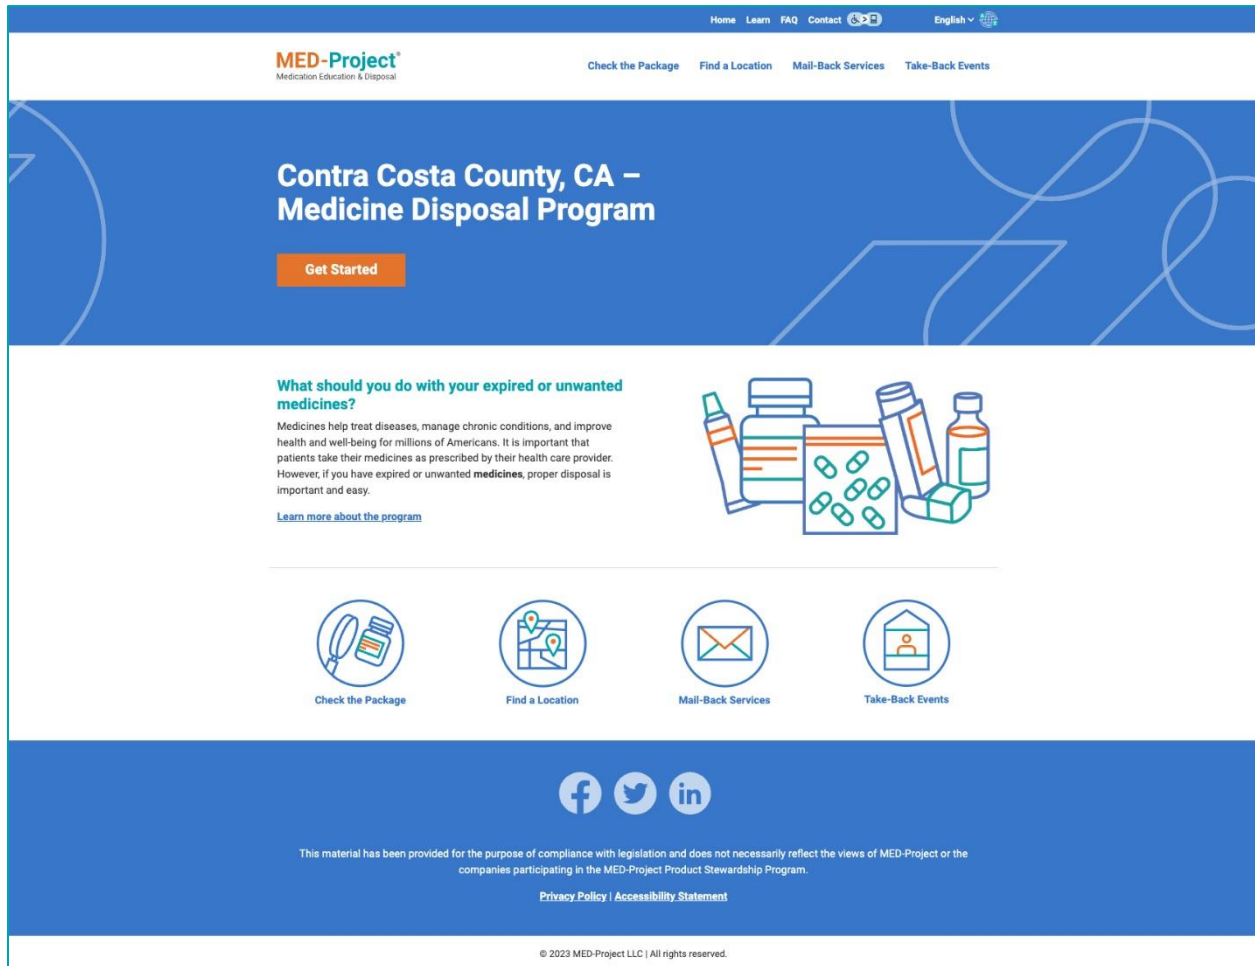 Home Learn FAQ Contact English
MED-Project®
Medication Education & Disposal
Check the Package Find a Location Mail-Back Services Take-Back Events
Contra Costa County, CA –
Medicine Disposal Program
Get Started
What should you do with your expired or unwanted
medicines?
Medicines help treat diseases, manage chronic conditions, and improve
health and well-being for millions of Americans. It is important that
patients take their medicines as prescribed by their health care provider.
However, if you have expired or unwanted medicines, proper disposal is
important and easy.
Learn more about the program
Check the Package Find a Location Mail-Back Services Take-Back Events
This material has been provided for the purpose of compliance with legislation and does not necessarily reflect the views of MED-Project or the
companies participating in the MED-Project Product Stewardship Program.
Privacy Policy | Accessibility Statement
© 2023 MED-Project LLC | All rights reserved.